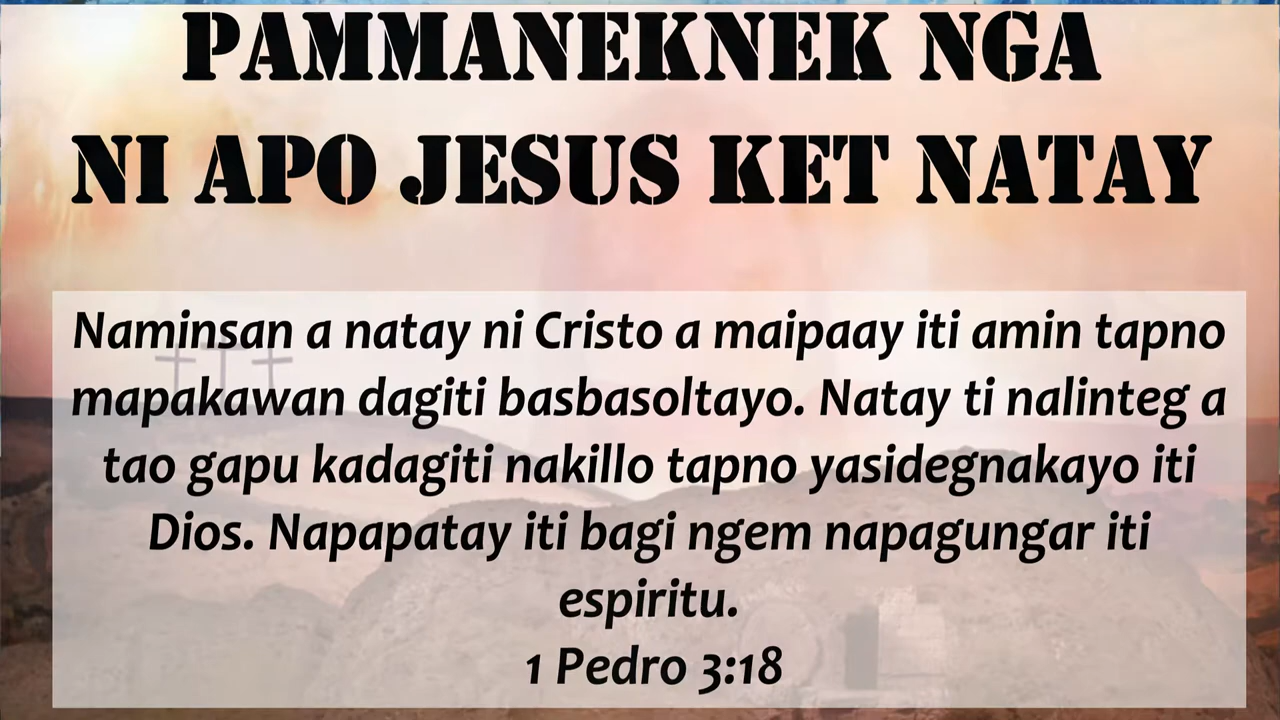 PAMMANEKNEK NGA
NI APO JESUS KET NATAY
Naminsan a natay ni Cristo a maipaay iti amin tapno
mapakawan dagiti basbasoltayo. Natay ti nalinteg a
tao gapu kadagiti nakillo tapno yasidegnakayo iti
Dios. Napapatay iti bagi ngem napagungar iti
espiritu.
1 Pedro 3:18